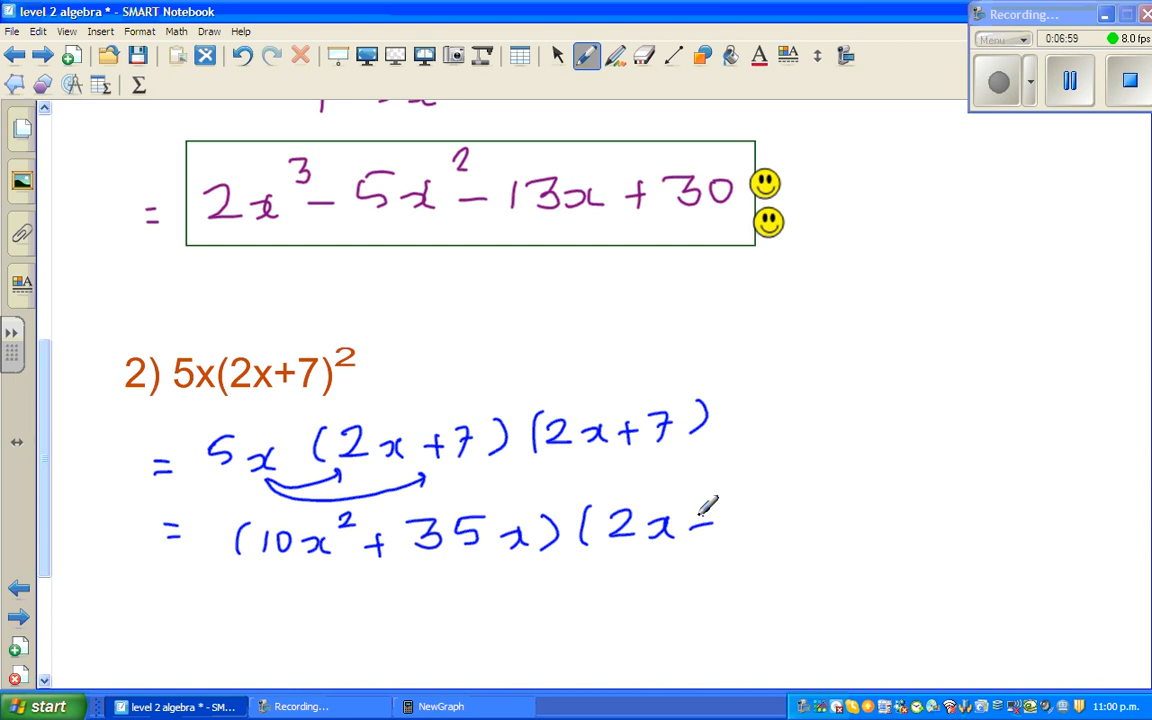 level 2 algebra * - SMART Notebook
Recording...
File Edit View Insert Format Math Draw Help
Menu 0:06:59 8.0 fps
= 2x³ - 5x² - 13x + 30
2) 5x(2x+7)²
= 5x (2x +7) (2x+7)
= (10x² + 35x) (2x -
start level 2 algebra * - SM... Recording... NewGraph 11:00 p.m.